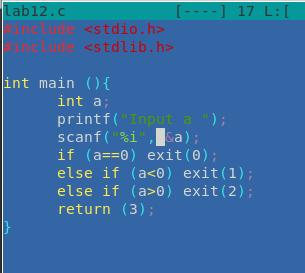 lab12.c [----] 17 L:[
#include <stdio.h>
#include <stdlib.h>
int main (){
int a;
printf("Input a ");
scanf("%i", &a);
if (a==0) exit(0);
else if (a<0) exit(1);
else if (a>0) exit(2);
return (3);
}